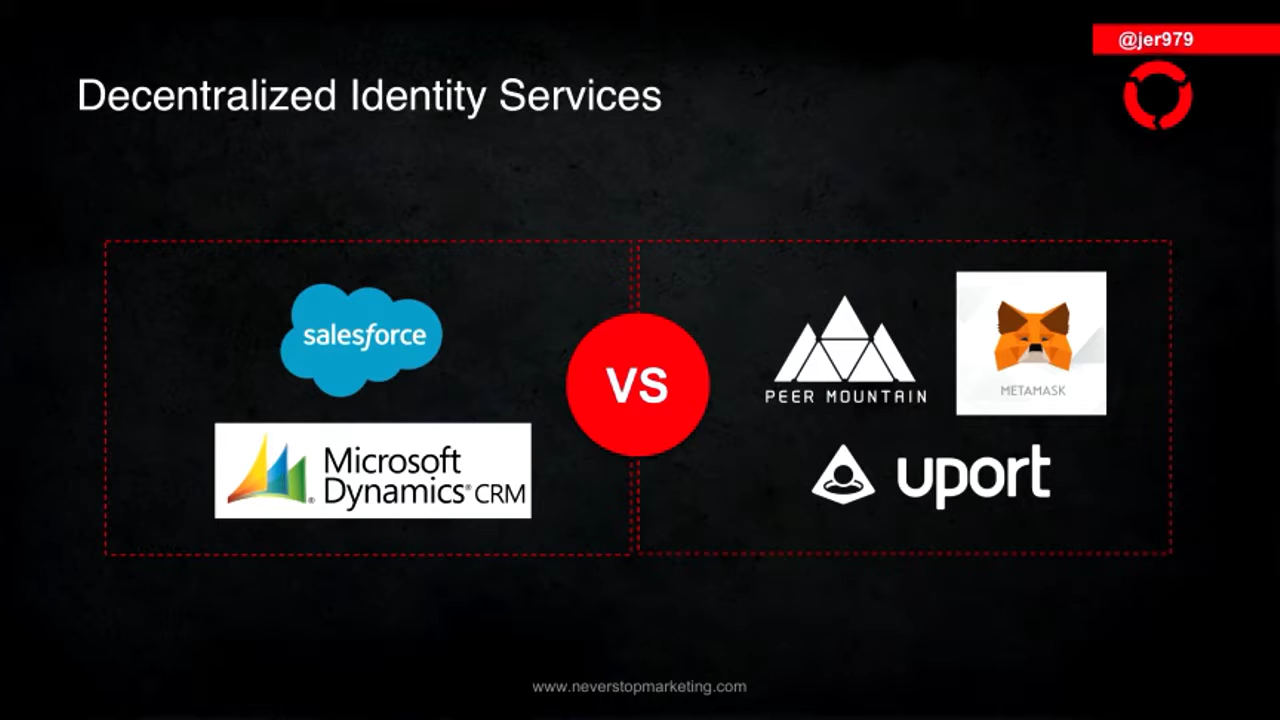 @jer979
Decentralized Identity Services
salesforce
Microsoft
Dynamics® CRM
®
VS
PEER MOUNTAIN
METAMASK
uport
www.neverstopmarketing.com